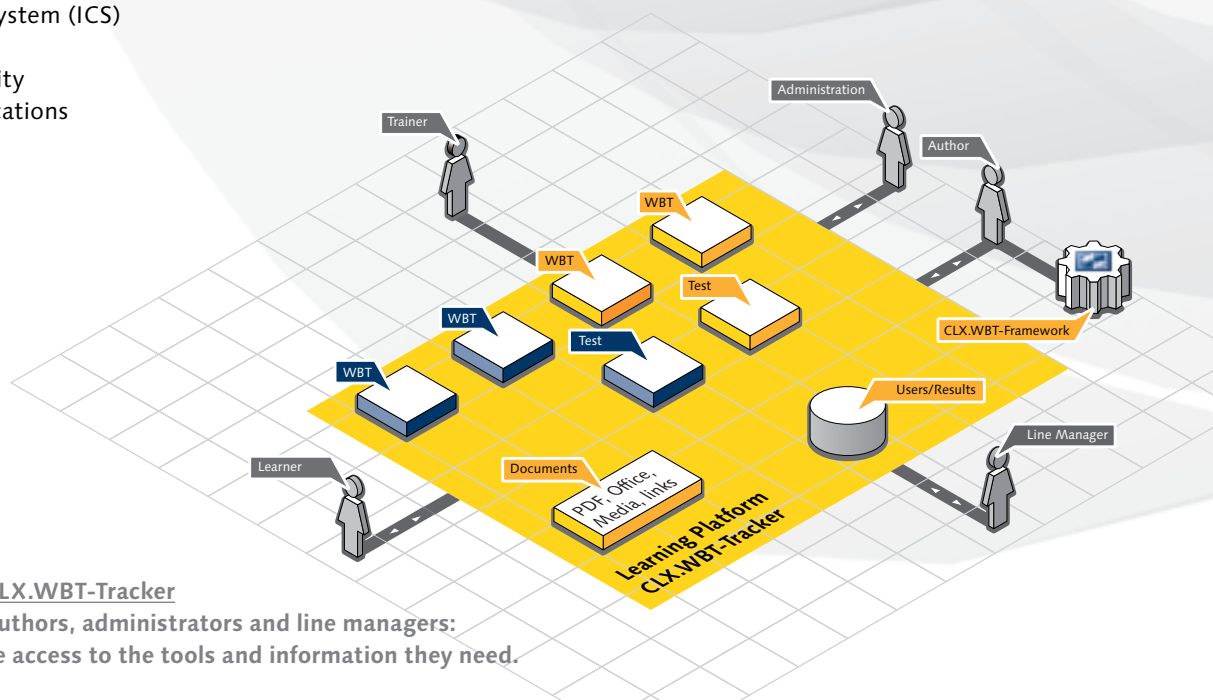 ystem (ICS)
ity
ations
Administration
Trainer
Author
WBT
WBT
Test
WBT
Test
CLX.WBT-Framework
WBT
Users/Results
Line Manager
Learner
Documents
PDF, Office,
Media, links
Learning Platform
CLX.WBT-Tracker
LX.WBT-Tracker
uthors, administrators and line managers:
e access to the tools and information they need.